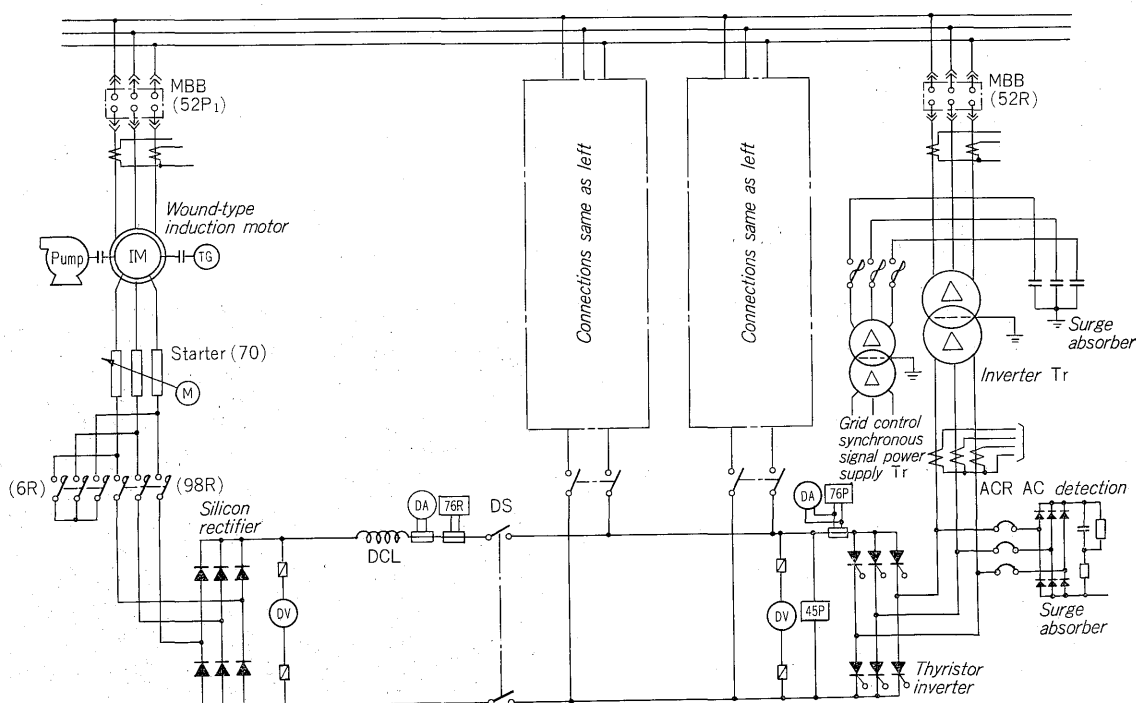 MBB
(52P₁)
Connections same as left
Connections same as left
MBB
(52R)
Wound-type
induction motor
Pump
IM
TG
△
△
△
△
Surge
absorber
Inverter Tr
Starter (70)
M
Grid control
synchronous
signal power
supply Tr
(6R)
(98R)
ACR AC detection
Silicon
rectifier
DA
76R
DS
DA
76P
DCL
DV
DV
45P
Surge
absorber
Thyristor
inverter